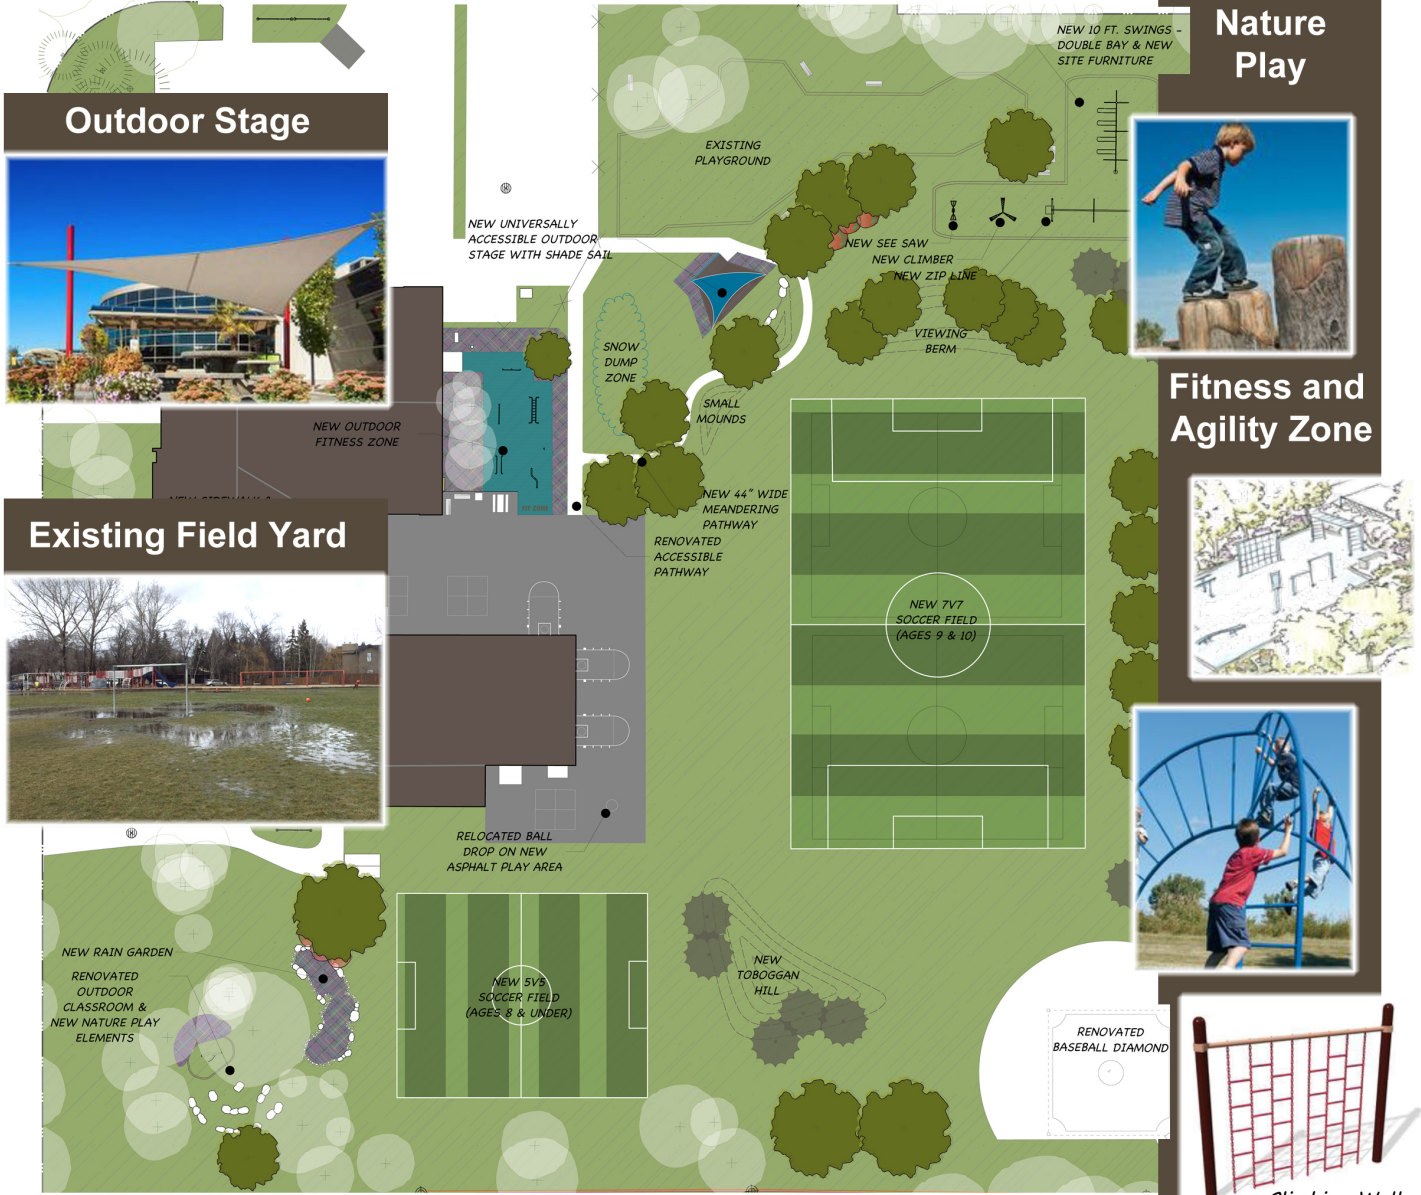 Nature
Play
NEW 10 FT. SWINGS -
DOUBLE BAY & NEW
SITE FURNITURE
Outdoor Stage
EXISTING
PLAYGROUND
NEW UNIVERSALLY
ACCESSIBLE OUTDOOR
STAGE WITH SHADE SAIL
NEW SEE SAW
NEW CLIMBER
NEW ZIP LINE
VIEWING
BERM
SNOW
DUMP
ZONE
SMALL
MOUNDS
Fitness and
Agility Zone
NEW OUTDOOR
FITNESS ZONE
NEW 44" WIDE
MEANDERING
PATHWAY
RENOVATED
ACCESSIBLE
PATHWAY
Existing Field Yard
NEW 7V7
SOCCER FIELD
(AGES 9 & 10)
RELOCATED BALL
DROP ON NEW
ASPHALT PLAY AREA
NEW RAIN GARDEN
RENOVATED
OUTDOOR
CLASSROOM &
NEW NATURE PLAY
ELEMENTS
NEW 5V5
SOCCER FIELD
(AGES 8 & UNDER)
NEW
TOBOGGAN
HILL
RENOVATED
BASEBALL DIAMOND